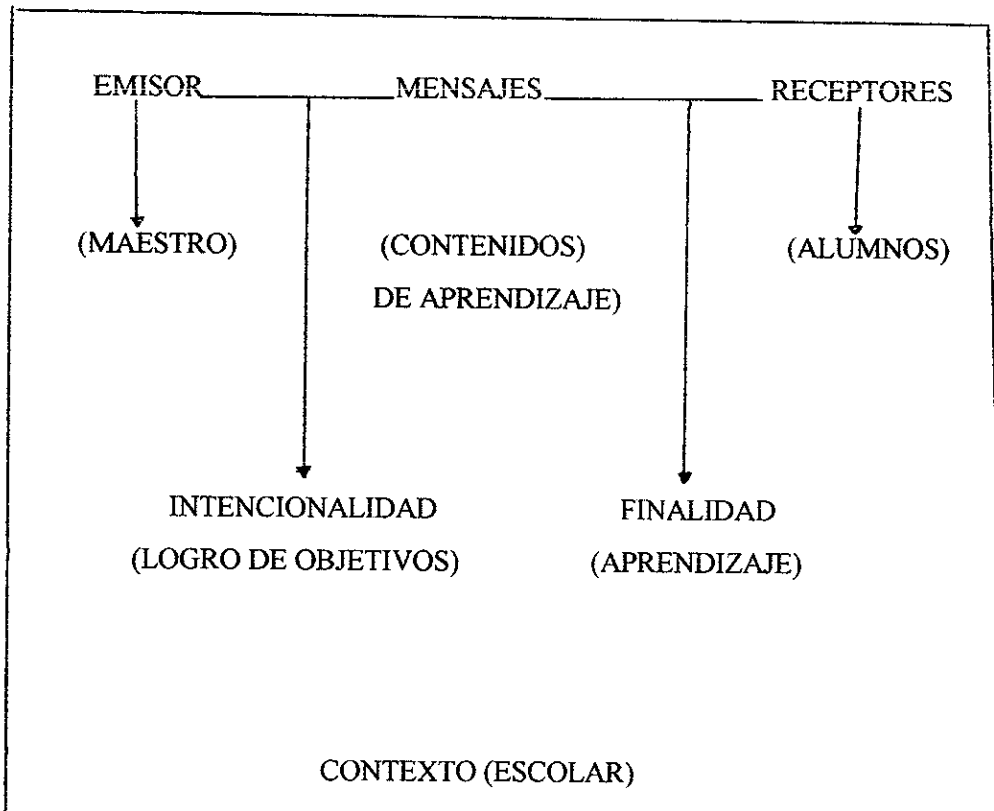 EMISOR MENSAJES RECEPTORES
(MAESTRO) (CONTENIDOS) (ALUMNOS)
DE APRENDIZAJE)
INTENCIONALIDAD FINALIDAD
(LOGRO DE OBJETIVOS) (APRENDIZAJE)
CONTEXTO (ESCOLAR)